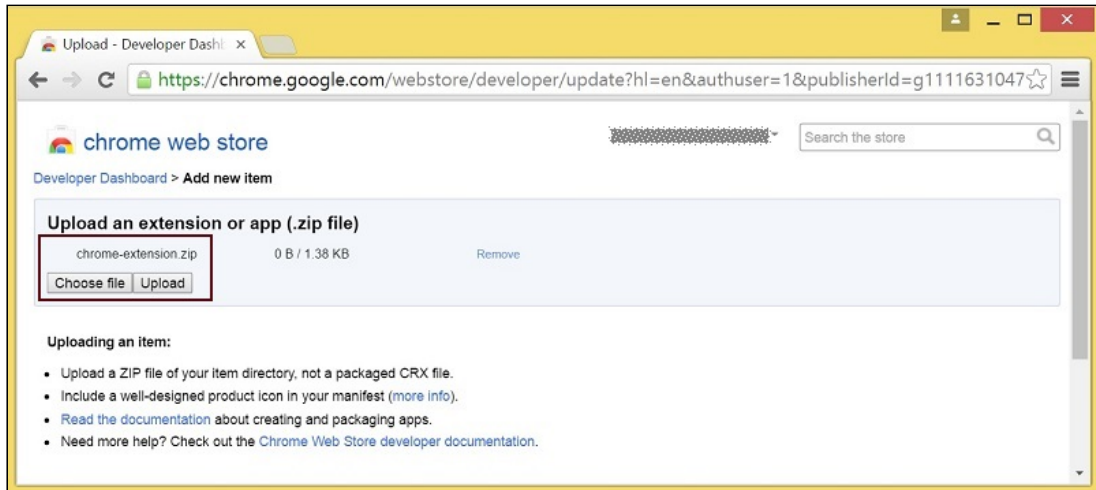 Upload - Developer Dash
https://chrome.google.com/webstore/developer/update?hl=en&authuser=1&publisherId=g1111631047
chrome web store
Search the store
Developer Dashboard > Add new item
Upload an extension or app (.zip file)
chrome-extension.zip 0 B / 1.38 KB Remove
Choose file Upload
Uploading an item:
• Upload a ZIP file of your item directory, not a packaged CRX file.
• Include a well-designed product icon in your manifest (more info).
• Read the documentation about creating and packaging apps.
• Need more help? Check out the Chrome Web Store developer documentation.